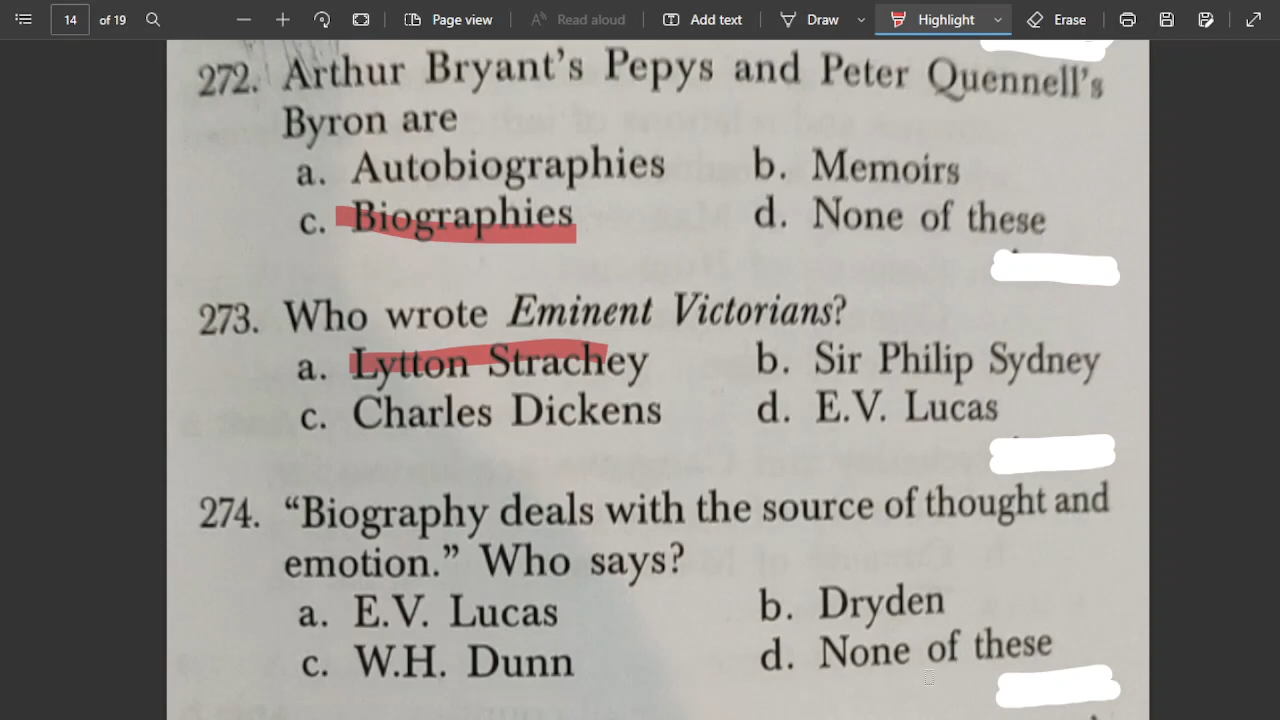 14 of 19 Page view Read aloud Add text Draw Highlight Erase
272. Arthur Bryant's Pepys and Peter Quennell's
Byron are
a. Autobiographies b. Memoirs
c. Biographies d. None of these
273. Who wrote Eminent Victorians?
a. Lytton Strachey b. Sir Philip Sydney
c. Charles Dickens d. E.V. Lucas
274. “Biography deals with the source of thought and
emotion.” Who says?
a. E.V. Lucas b. Dryden
c. W.H. Dunn d. None of these